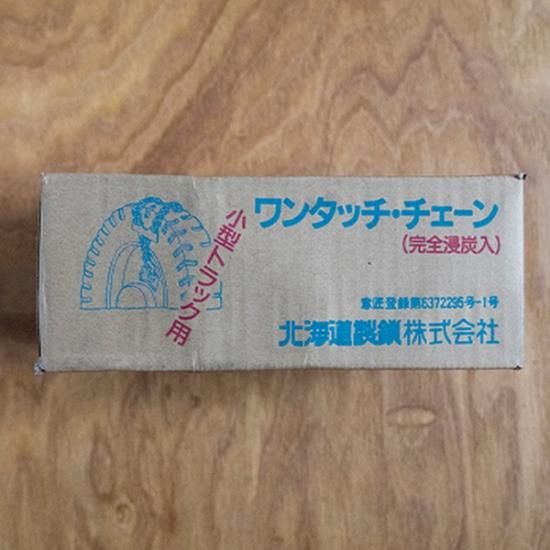 小型トラック用
ワンタッチ・チェーン
(完全浸炭入)
意匠登録第6372295号-1号
北海道製鎖株式会社